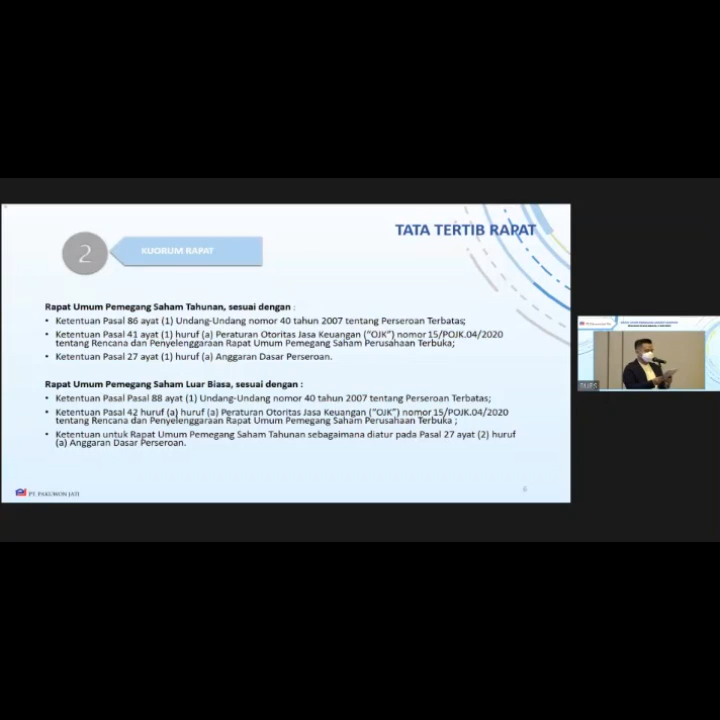 TATA TERTIB RAPAT
2
KUORUM RAPAT
Rapat Umum Pemegang Saham Tahunan, sesuai dengan :
• Ketentuan Pasal 86 ayat (1) Undang-Undang nomor 40 tahun 2007 tentang Perseroan Terbatas;
• Ketentuan Pasal 41 ayat (1) huruf (a) Peraturan Otoritas Jasa Keuangan (“OJK”) nomor 15/POJK.04/2020
tentang Rencana dan Penyelenggaraan Rapat Umum Pemegang Saham Perusahaan Terbuka;
• Ketentuan Pasal 27 ayat (1) huruf (a) Anggaran Dasar Perseroan.
Rapat Umum Pemegang Saham Luar Biasa, sesuai dengan :
• Ketentuan Pasal Pasal 88 ayat (1) Undang-Undang nomor 40 tahun 2007 tentang Perseroan Terbatas;
• Ketentuan Pasal 42 huruf (a) huruf (a) Peraturan Otoritas Jasa Keuangan (“OJK”) nomor 15/POJK.04/2020
tentang Rencana dan Penyelenggaraan Rapat Umum Pemegang Saham Perusahaan Terbuka ;
• Ketentuan untuk Rapat Umum Pemegang Saham Tahunan sebagaimana diatur pada Pasal 27 ayat (2) huruf
(a) Anggaran Dasar Perseroan.
PT. PAKUWON JATI
6